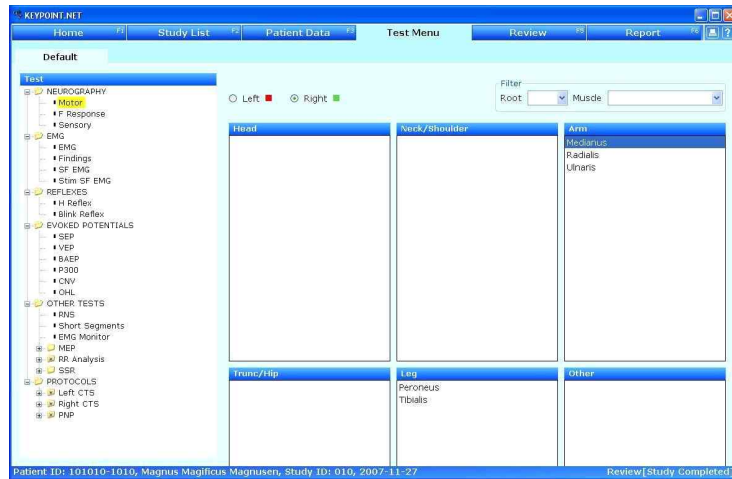 KEYPOINT.NET
Home F1 Study List F2 Patient Data F3 Test Menu Review F5 Report F6 ?
Default
Test
NEUROGRAPHY
Motor
F Response
Sensory
EMG
EMG
Findings
SF EMG
Stim SF EMG
REFLEXES
H Reflex
Blink Reflex
EVOKED POTENTIALS
SEP
VEP
BAEP
P300
CNV
OHL
OTHER TESTS
RNS
Short Segments
EMG Monitor
MEP
RR Analysis
SSR
PROTOCOLS
Left CTS
Right CTS
PNP
Left Right
Filter
Root Muscle
Head
Neck/Shoulder
Arm
Medianus
Radialis
Ulnaris
Trunc/Hip
Leg
Peroneus
Tibialis
Other
Patient ID: 101010-1010, Magnus Magificus Magnusen, Study ID: 010, 2007-11-27 Review[Study Completed]